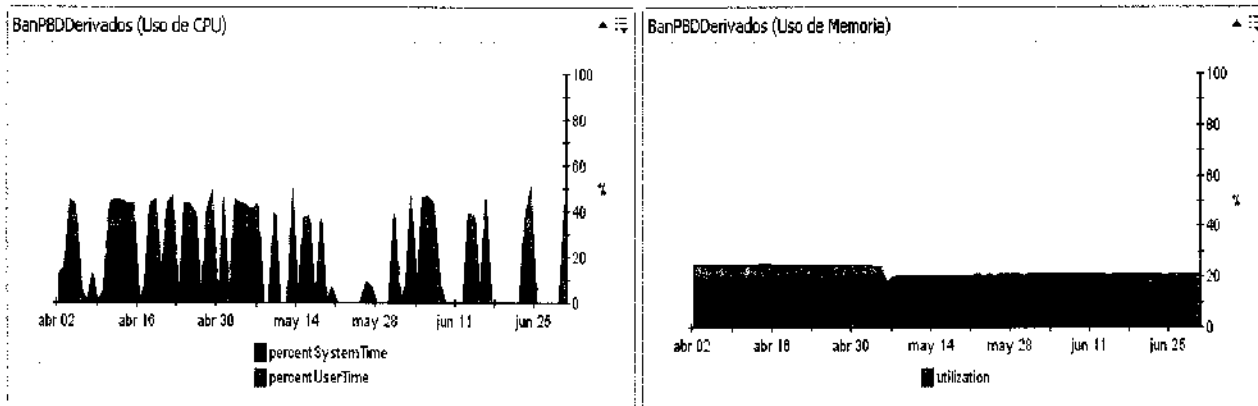 BanPBDDerivados (Uso de CPU)
100
80
60
40
20
0
%
abr 02 abr 16 abr 30 may 14 may 28 jun 11 jun 25
percentSystemTime
percentUserTime
BanPBDDerivados (Uso de Memoria)
100
80
60
40
20
0
%
abr 02 abr 16 abr 30 may 14 may 28 jun 11 jun 25
utilization